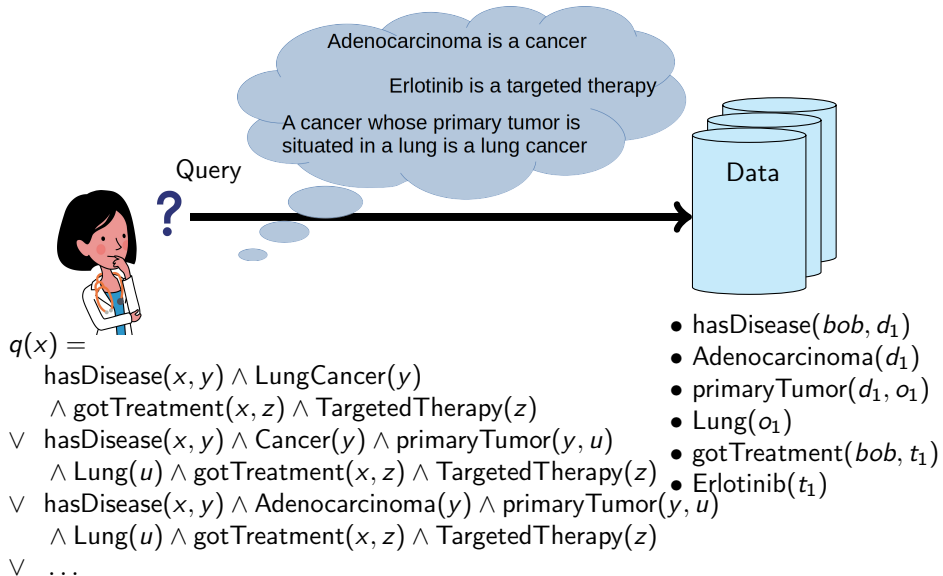 Adenocarcinoma is a cancer
Erlotinib is a targeted therapy
A cancer whose primary tumor is
situated in a lung is a lung cancer
Query
?
Data
q(x) =
hasDisease(x, y) ∧ LungCancer(y)
∧ gotTreatment(x, z) ∧ TargetedTherapy(z)
∨ hasDisease(x, y) ∧ Cancer(y) ∧ primaryTumor(y, u)
∧ Lung(u) ∧ gotTreatment(x, z) ∧ TargetedTherapy(z)
∨ hasDisease(x, y) ∧ Adenocarcinoma(y) ∧ primaryTumor(y, u)
∧ Lung(u) ∧ gotTreatment(x, z) ∧ TargetedTherapy(z)
∨ ...
• hasDisease(bob, d₁)
• Adenocarcinoma(d₁)
• primaryTumor(d₁, o₁)
• Lung(o₁)
• gotTreatment(bob, t₁)
• Erlotinib(t₁)